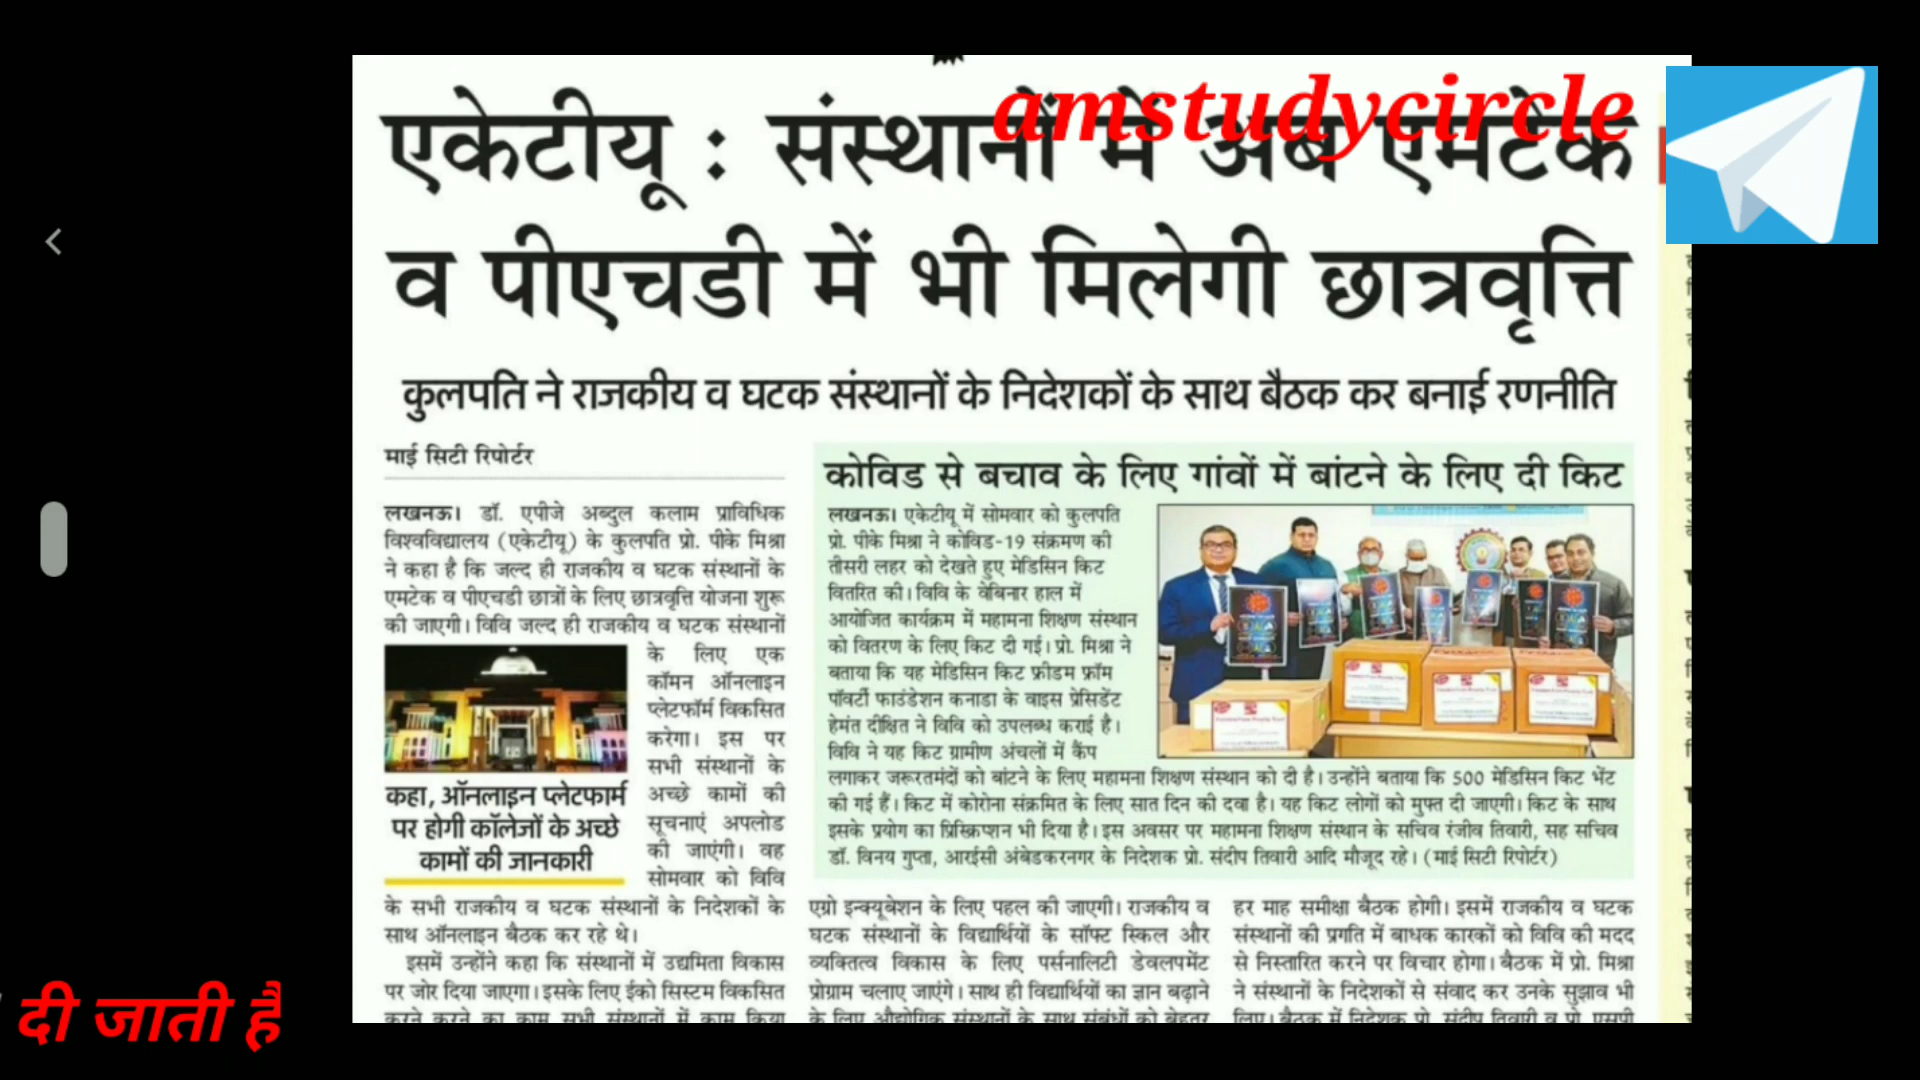 amstudycircle
एकेटीयू : संस्थानों में अब एमटेक
व पीएचडी में भी मिलेगी छात्रवृत्ति
कुलपति ने राजकीय व घटक संस्थानों के निदेशकों के साथ बैठक कर बनाई रणनीति
माई सिटी रिपोर्टर
लखनऊ। डॉ. एपीजे अब्दुल कलाम प्राविधिक
विश्वविद्यालय (एकेटीयू) के कुलपति प्रो. पीके मिश्रा
ने कहा है कि जल्द ही राजकीय व घटक संस्थानों के
एमटेक व पीएचडी छात्रों के लिए छात्रवृत्ति योजना शुरू
की जाएगी। विवि जल्द ही राजकीय व घटक संस्थानों
के लिए एक
कॉमन ऑनलाइन
प्लेटफॉर्म विकसित
करेगा। इस पर
सभी संस्थानों के
अच्छे कामों की
सूचनाएं अपलोड
की जाएंगी। वह
सोमवार को विवि
कहा, ऑनलाइन प्लेटफार्म
पर होगी कॉलेजों के अच्छे
कामों की जानकारी
के सभी राजकीय व घटक संस्थानों के निदेशकों के
साथ ऑनलाइन बैठक कर रहे थे।
इसमें उन्होंने कहा कि संस्थानों में उद्यमिता विकास
पर जोर दिया जाएगा। इसके लिए ईको सिस्टम विकसित
करने करने का काम सभी संस्थानों में काम किया
कोविड से बचाव के लिए गांवों में बांटने के लिए दी किट
लखनऊ। एकेटीयू में सोमवार को कुलपति
प्रो. पीके मिश्रा ने कोविड-19 संक्रमण की
तीसरी लहर को देखते हुए मेडिसिन किट
वितरित की। विवि के वेबिनार हाल में
आयोजित कार्यक्रम में महामना शिक्षण संस्थान
को वितरण के लिए किट दी गई। प्रो. मिश्रा ने
बताया कि यह मेडिसिन किट फ्रीडम फ्रॉम
पॉवर्टी फाउंडेशन कनाडा के वाइस प्रेसिडेंट
हेमंत दीक्षित ने विवि को उपलब्ध कराई है।
विवि ने यह किट ग्रामीण अंचलों में कैंप
लगाकर जरूरतमंदों को बांटने के लिए महामना शिक्षण संस्थान को दी है। उन्होंने बताया कि 500 मेडिसिन किट भेंट
की गई हैं। किट में कोरोना संक्रमित के लिए सात दिन की दवा है। यह किट लोगों को मुफ्त दी जाएगी। किट के साथ
इसके प्रयोग का प्रिस्क्रिप्शन भी दिया है। इस अवसर पर महामना शिक्षण संस्थान के सचिव रंजीव तिवारी, सह सचिव
डॉ. विनय गुप्ता, आरईसी अंबेडकरनगर के निदेशक प्रो. संदीप तिवारी आदि मौजूद रहे। (माई सिटी रिपोर्टर)
एग्रो इन्क्यूबेशन के लिए पहल की जाएगी। राजकीय व
घटक संस्थानों के विद्यार्थियों के सॉफ्ट स्किल और
व्यक्तित्व विकास के लिए पर्सनालिटी डेवलपमेंट
प्रोग्राम चलाए जाएंगे। साथ ही विद्यार्थियों का ज्ञान बढ़ाने
के लिए औद्योगिक संस्थानों के साथ संबंधों को बेहतर
हर माह समीक्षा बैठक होगी। इसमें राजकीय व घटक
संस्थानों की प्रगति में बाधक कारकों को विवि की मदद
से निस्तारित करने पर विचार होगा। बैठक में प्रो. मिश्रा
ने संस्थानों के निदेशकों से संवाद कर उनके सुझाव भी
लिए। बैठक में निदेशक प्रो. संदीप तिवारी व प्रो. एसपी
दी जाती है